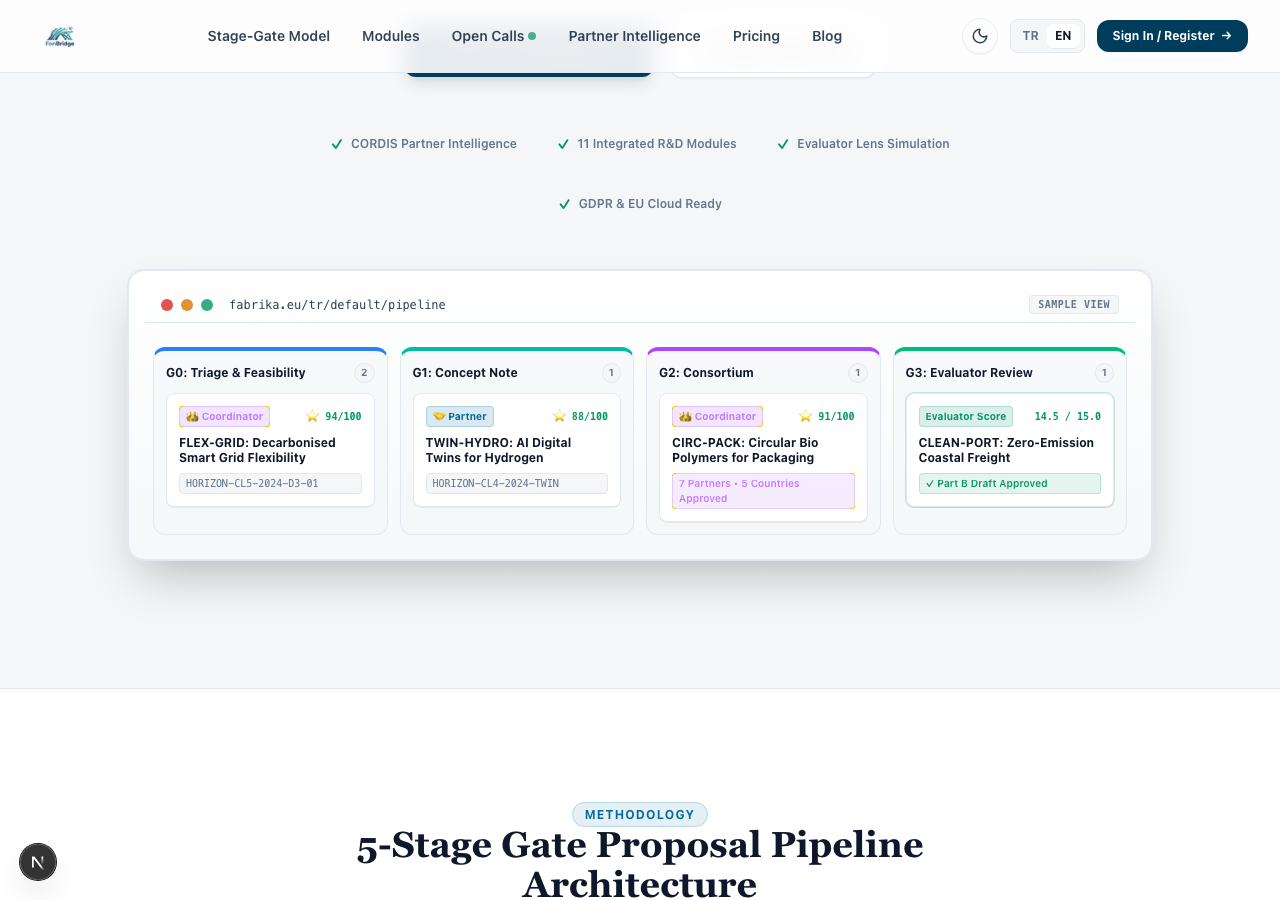 FonBridge
Stage-Gate Model
Modules
Open Calls
Partner Intelligence
Pricing
Blog
TR
EN
Sign In / Register →
✓ CORDIS Partner Intelligence
✓ 11 Integrated R&D Modules
✓ Evaluator Lens Simulation
✓ GDPR & EU Cloud Ready
fabrika.eu/tr/default/pipeline
SAMPLE VIEW
G0: Triage & Feasibility
2
Coordinator
94/100
FLEX-GRID: Decarbonised
Smart Grid Flexibility
HORIZON-CL5-2024-D3-01
G1: Concept Note
1
Partner
88/100
TWIN-HYDRO: AI Digital
Twins for Hydrogen
HORIZON-CL4-2024-TWIN
G2: Consortium
1
Coordinator
91/100
CIRC-PACK: Circular Bio
Polymers for Packaging
7 Partners • 5 Countries
Approved
G3: Evaluator Review
1
Evaluator Score
14.5 / 15.0
CLEAN-PORT: Zero-Emission
Coastal Freight
✓ Part B Draft Approved
METHODOLOGY
5-Stage Gate Proposal Pipeline
Architecture
N